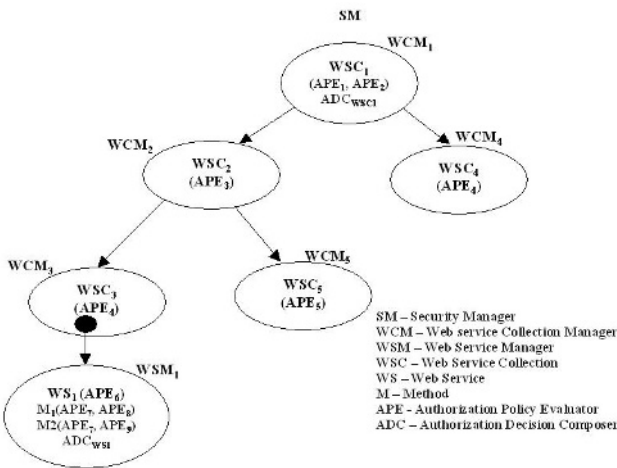 SM
WCM₁
WSC₁
(APE₁, APE₂)
ADC_WSC1
WCM₂
WSC₂
(APE₃)
WCM₄
WSC₄
(APE₄)
WCM₃
WSC₃
(APE₄)
WCM₅
WSC₅
(APE₅)
WSM₁
WS₁ (APE₆)
M₁(APE₇, APE₈)
M2(APE₇, APE₉)
ADC_WS1
SM – Security Manager
WCM – Web service Collection Manager
WSM – Web Service Manager
WSC – Web Service Collection
WS – Web Service
M – Method
APE - Authorization Policy Evaluator
ADC – Authorization Decision Composer